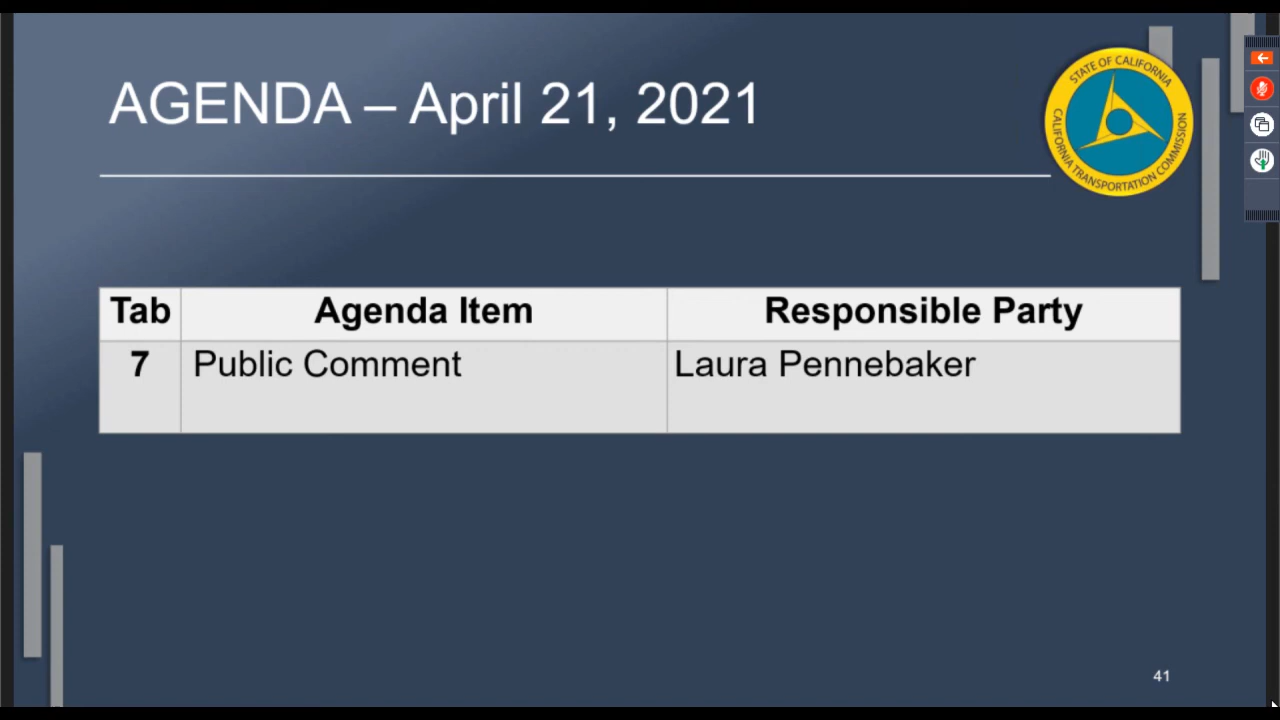 AGENDA – April 21, 2021
STATE OF CALIFORNIA
CALIFORNIA TRANSPORTATION COMMISSION
Tab Agenda Item Responsible Party
7 Public Comment Laura Pennebaker
41